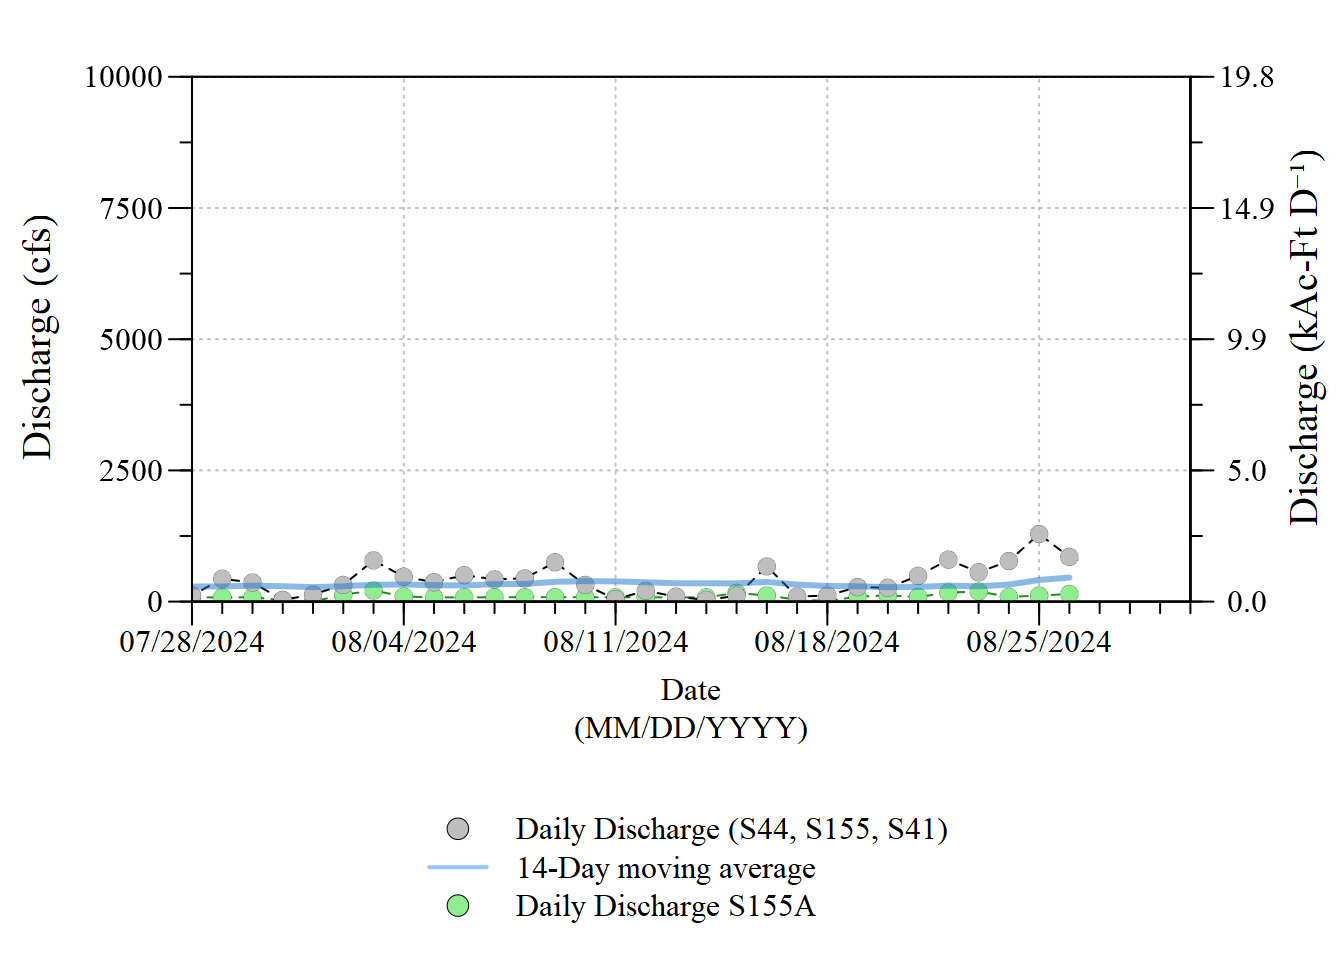 10000
7500
5000
2500
0
Discharge (cfs)
19.8
14.9
9.9
5.0
0.0
Discharge (kAc-Ft D⁻¹)
07/28/2024 08/04/2024 08/11/2024 08/18/2024 08/25/2024
Date
(MM/DD/YYYY)
Daily Discharge (S44, S155, S41)
14-Day moving average
Daily Discharge S155A